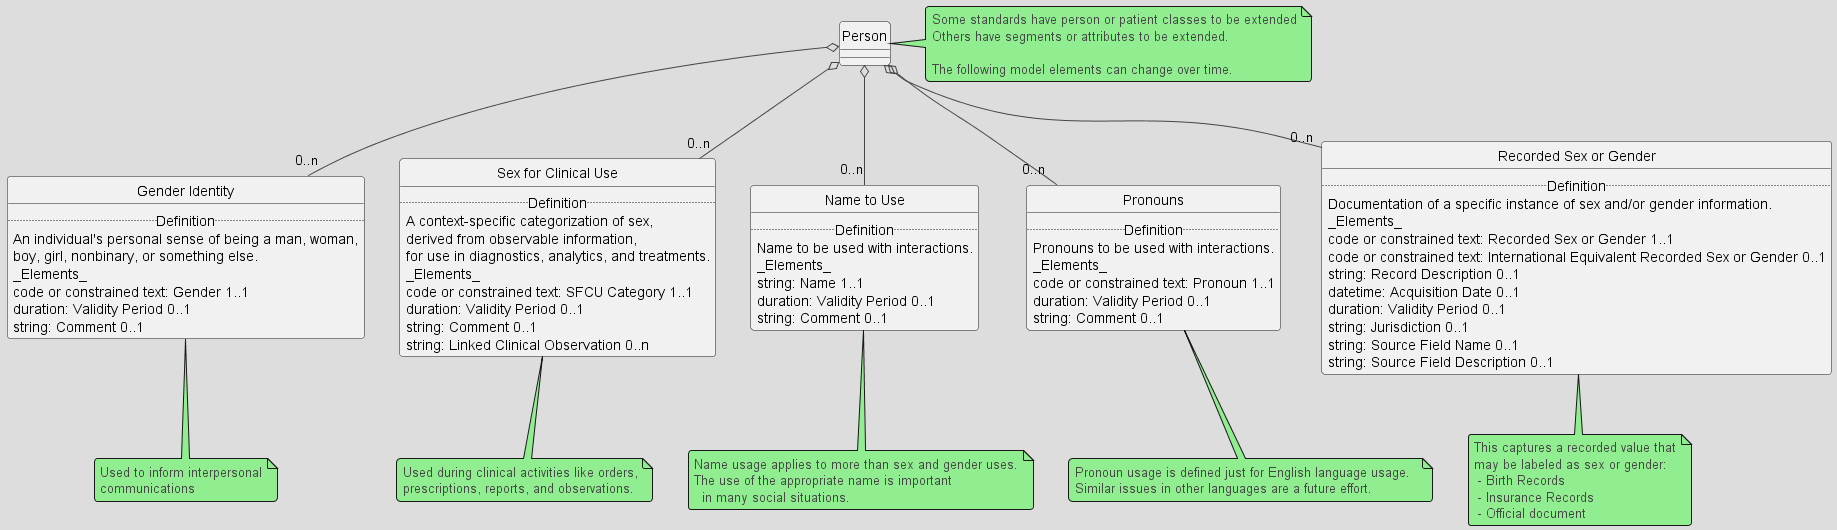 Person
Some standards have person or patient classes to be extended
Others have segments or attributes to be extended.
The following model elements can change over time.
0..n
0..n
0..n
0..n
0..n
Gender Identity
Definition
An individual's personal sense of being a man, woman,
boy, girl, nonbinary, or something else.
_Elements_
code or constrained text: Gender 1..1
duration: Validity Period 0..1
string: Comment 0..1
Sex for Clinical Use
Definition
A context-specific categorization of sex,
derived from observable information,
for use in diagnostics, analytics, and treatments.
_Elements_
code or constrained text: SFCU Category 1..1
duration: Validity Period 0..1
string: Comment 0..1
string: Linked Clinical Observation 0..n
Name to Use
Definition
Name to be used with interactions.
_Elements_
string: Name 1..1
duration: Validity Period 0..1
string: Comment 0..1
Pronouns
Definition
Pronouns to be used with interactions.
_Elements_
code or constrained text: Pronoun 1..1
duration: Validity Period 0..1
string: Comment 0..1
Recorded Sex or Gender
Definition
Documentation of a specific instance of sex and/or gender information.
_Elements_
code or constrained text: Recorded Sex or Gender 1..1
code or constrained text: International Equivalent Recorded Sex or Gender 0..1
string: Record Description 0..1
datetime: Acquisition Date 0..1
duration: Validity Period 0..1
string: Jurisdiction 0..1
string: Source Field Name 0..1
string: Source Field Description 0..1
Used to inform interpersonal
communications
Used during clinical activities like orders,
prescriptions, reports, and observations.
Name usage applies to more than sex and gender uses.
The use of the appropriate name is important
in many social situations.
Pronoun usage is defined just for English language usage.
Similar issues in other languages are a future effort.
This captures a recorded value that
may be labeled as sex or gender:
- Birth Records
- Insurance Records
- Official document